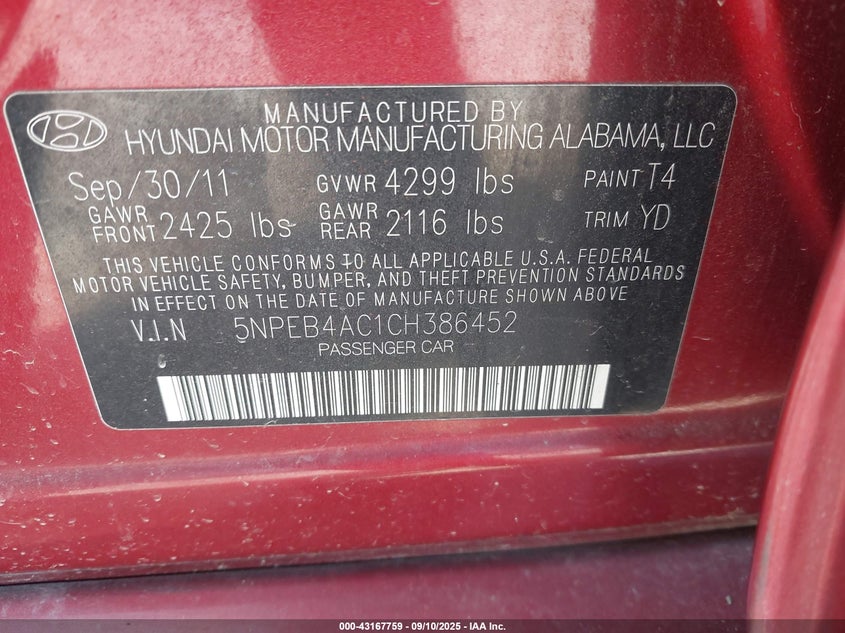 MANUFACTURED BY
HYUNDAI MOTOR MANUFACTURING ALABAMA, LLC
Sep/30/11 GVWR 4299 lbs PAINT T4
GAWR FRONT 2425 lbs GAWR REAR 2116 lbs TRIM YD
THIS VEHICLE CONFORMS TO ALL APPLICABLE U.S.A. FEDERAL
MOTOR VEHICLE SAFETY, BUMPER, AND THEFT PREVENTION STANDARDS
IN EFFECT ON THE DATE OF MANUFACTURE SHOWN ABOVE
V.I.N 5NPEB4AC1CH386452
PASSENGER CAR
000-43167759 - 09/10/2025 - IAA Inc.